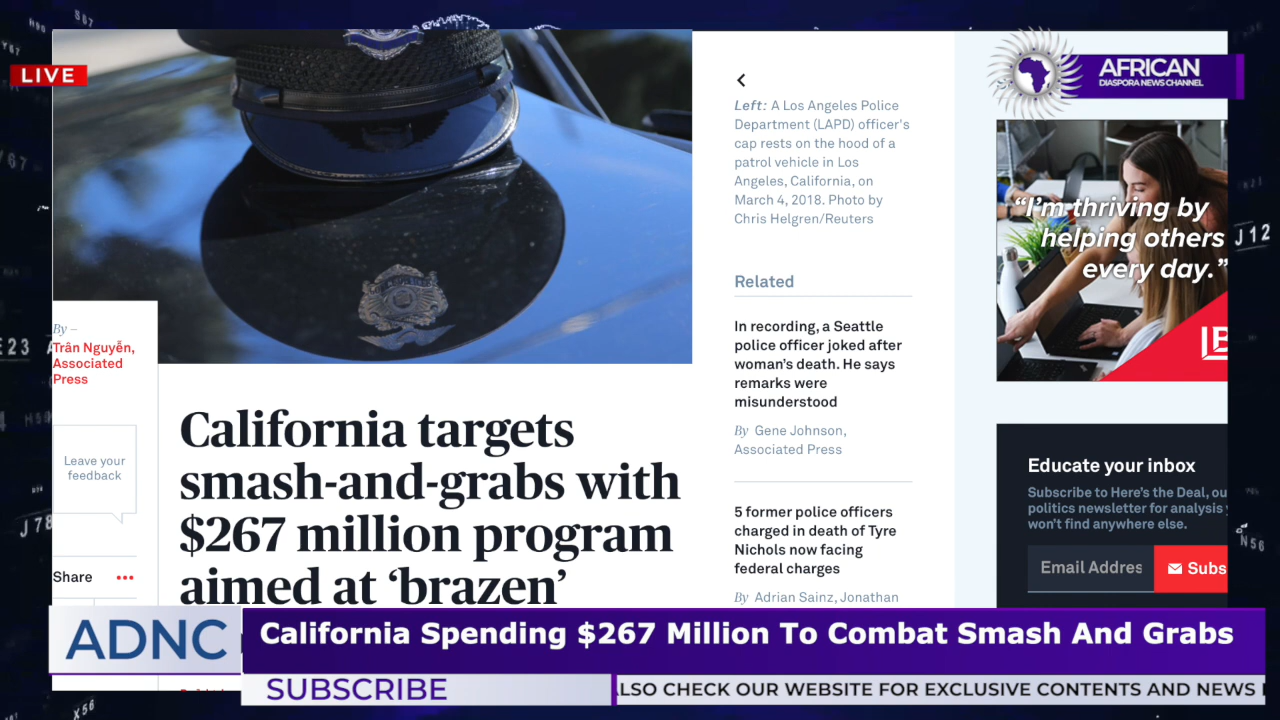 LIVE
AFRICAN
DIASPORA NEWS CHANNEL
Left: A Los Angeles Police
Department (LAPD) officer's
cap rests on the hood of a
patrol vehicle in Los
Angeles, California, on
March 4, 2018. Photo by
Chris Helgren/Reuters
Related
In recording, a Seattle
police officer joked after
woman's death. He says
remarks were
misunderstood
By Gene Johnson,
Associated Press
5 former police officers
charged in death of Tyre
Nichols now facing
federal charges
By Adrian Sainz, Jonathan
“I'm thriving by
helping others
every day.”
Educate your inbox
Subscribe to Here's the Deal, ou
politics newsletter for analysis
won't find anywhere else.
Email Addres
Subs
By –
Trân Nguyễn,
Associated
Press
Leave your
feedback
Share
California targets
smash-and-grabs with
$267 million program
aimed at ‘brazen’
ADNC
California Spending $267 Million To Combat Smash And Grabs
SUBSCRIBE
ALSO CHECK OUR WEBSITE FOR EXCLUSIVE CONTENTS AND NEWS
J12
E23
J78
N56
X56
S67